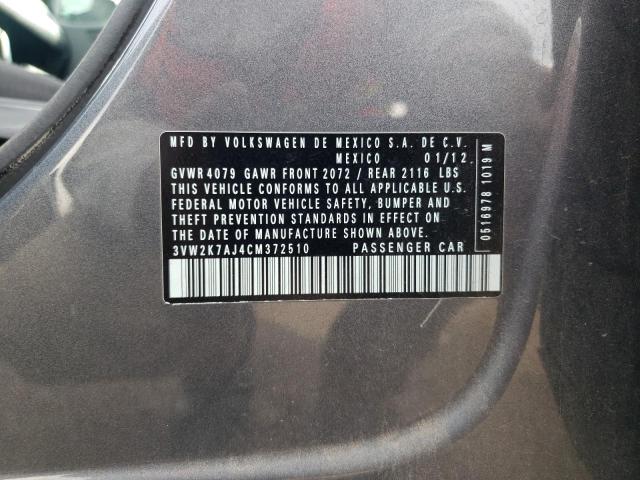 MFD BY VOLKSWAGEN DE MEXICO S.A. DE C.V.
MEXICO 01/12
GVWR 4079 GAWR FRONT 2072 / REAR 2116 LBS
THIS VEHICLE CONFORMS TO ALL APPLICABLE U.S.
FEDERAL MOTOR VEHICLE SAFETY, BUMPER AND
THEFT PREVENTION STANDARDS IN EFFECT ON
THE DATE OF MANUFACTURE SHOWN ABOVE.
3VW2K7AJ4CM372510 PASSENGER CAR
0516978 1019 M